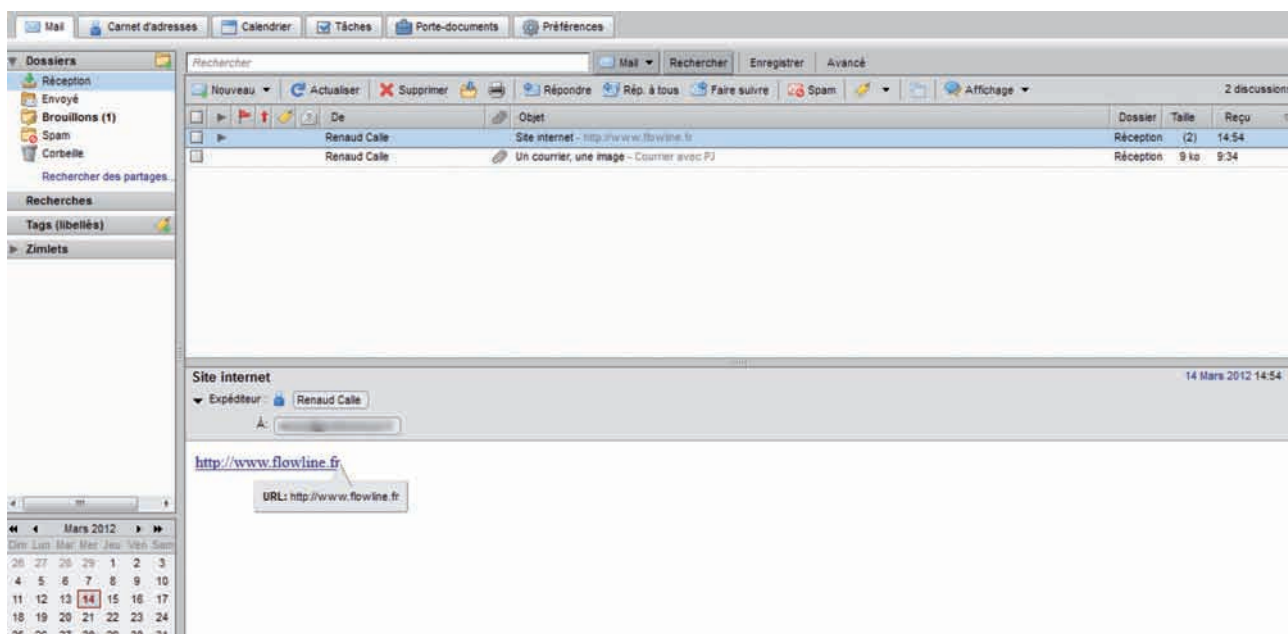 Mail Carnet d'adresses Calendrier Tâches Porte-documents Préférences
Dossiers
Réception
Envoyé
Brouillons (1)
Spam
Corbeille
Rechercher des partages...
Recherches
Tags (libellés)
Zimlets
Rechercher Mail Rechercher Enregistrer Avancé
Nouveau Actualiser Supprimer Répondre Rép. à tous Faire suivre Spam Affichage 2 discussions
De Objet Dossier Taille Reçu
Renaud Calle Site internet - http://www.flowline.fr Réception (2) 14:54
Renaud Calle Un courrier, une image - Courrier avec PJ Réception 9 ko 9:34
Site internet 14 Mars 2012 14:54
Expéditeur : Renaud Calle
À:
http://www.flowline.fr
URL: http://www.flowline.fr
Mars 2012
Dim Lun Mar Mer Jeu Ven Sam
26 27 28 29 1 2 3
4 5 6 7 8 9 10
11 12 13 14 15 16 17
18 19 20 21 22 23 24